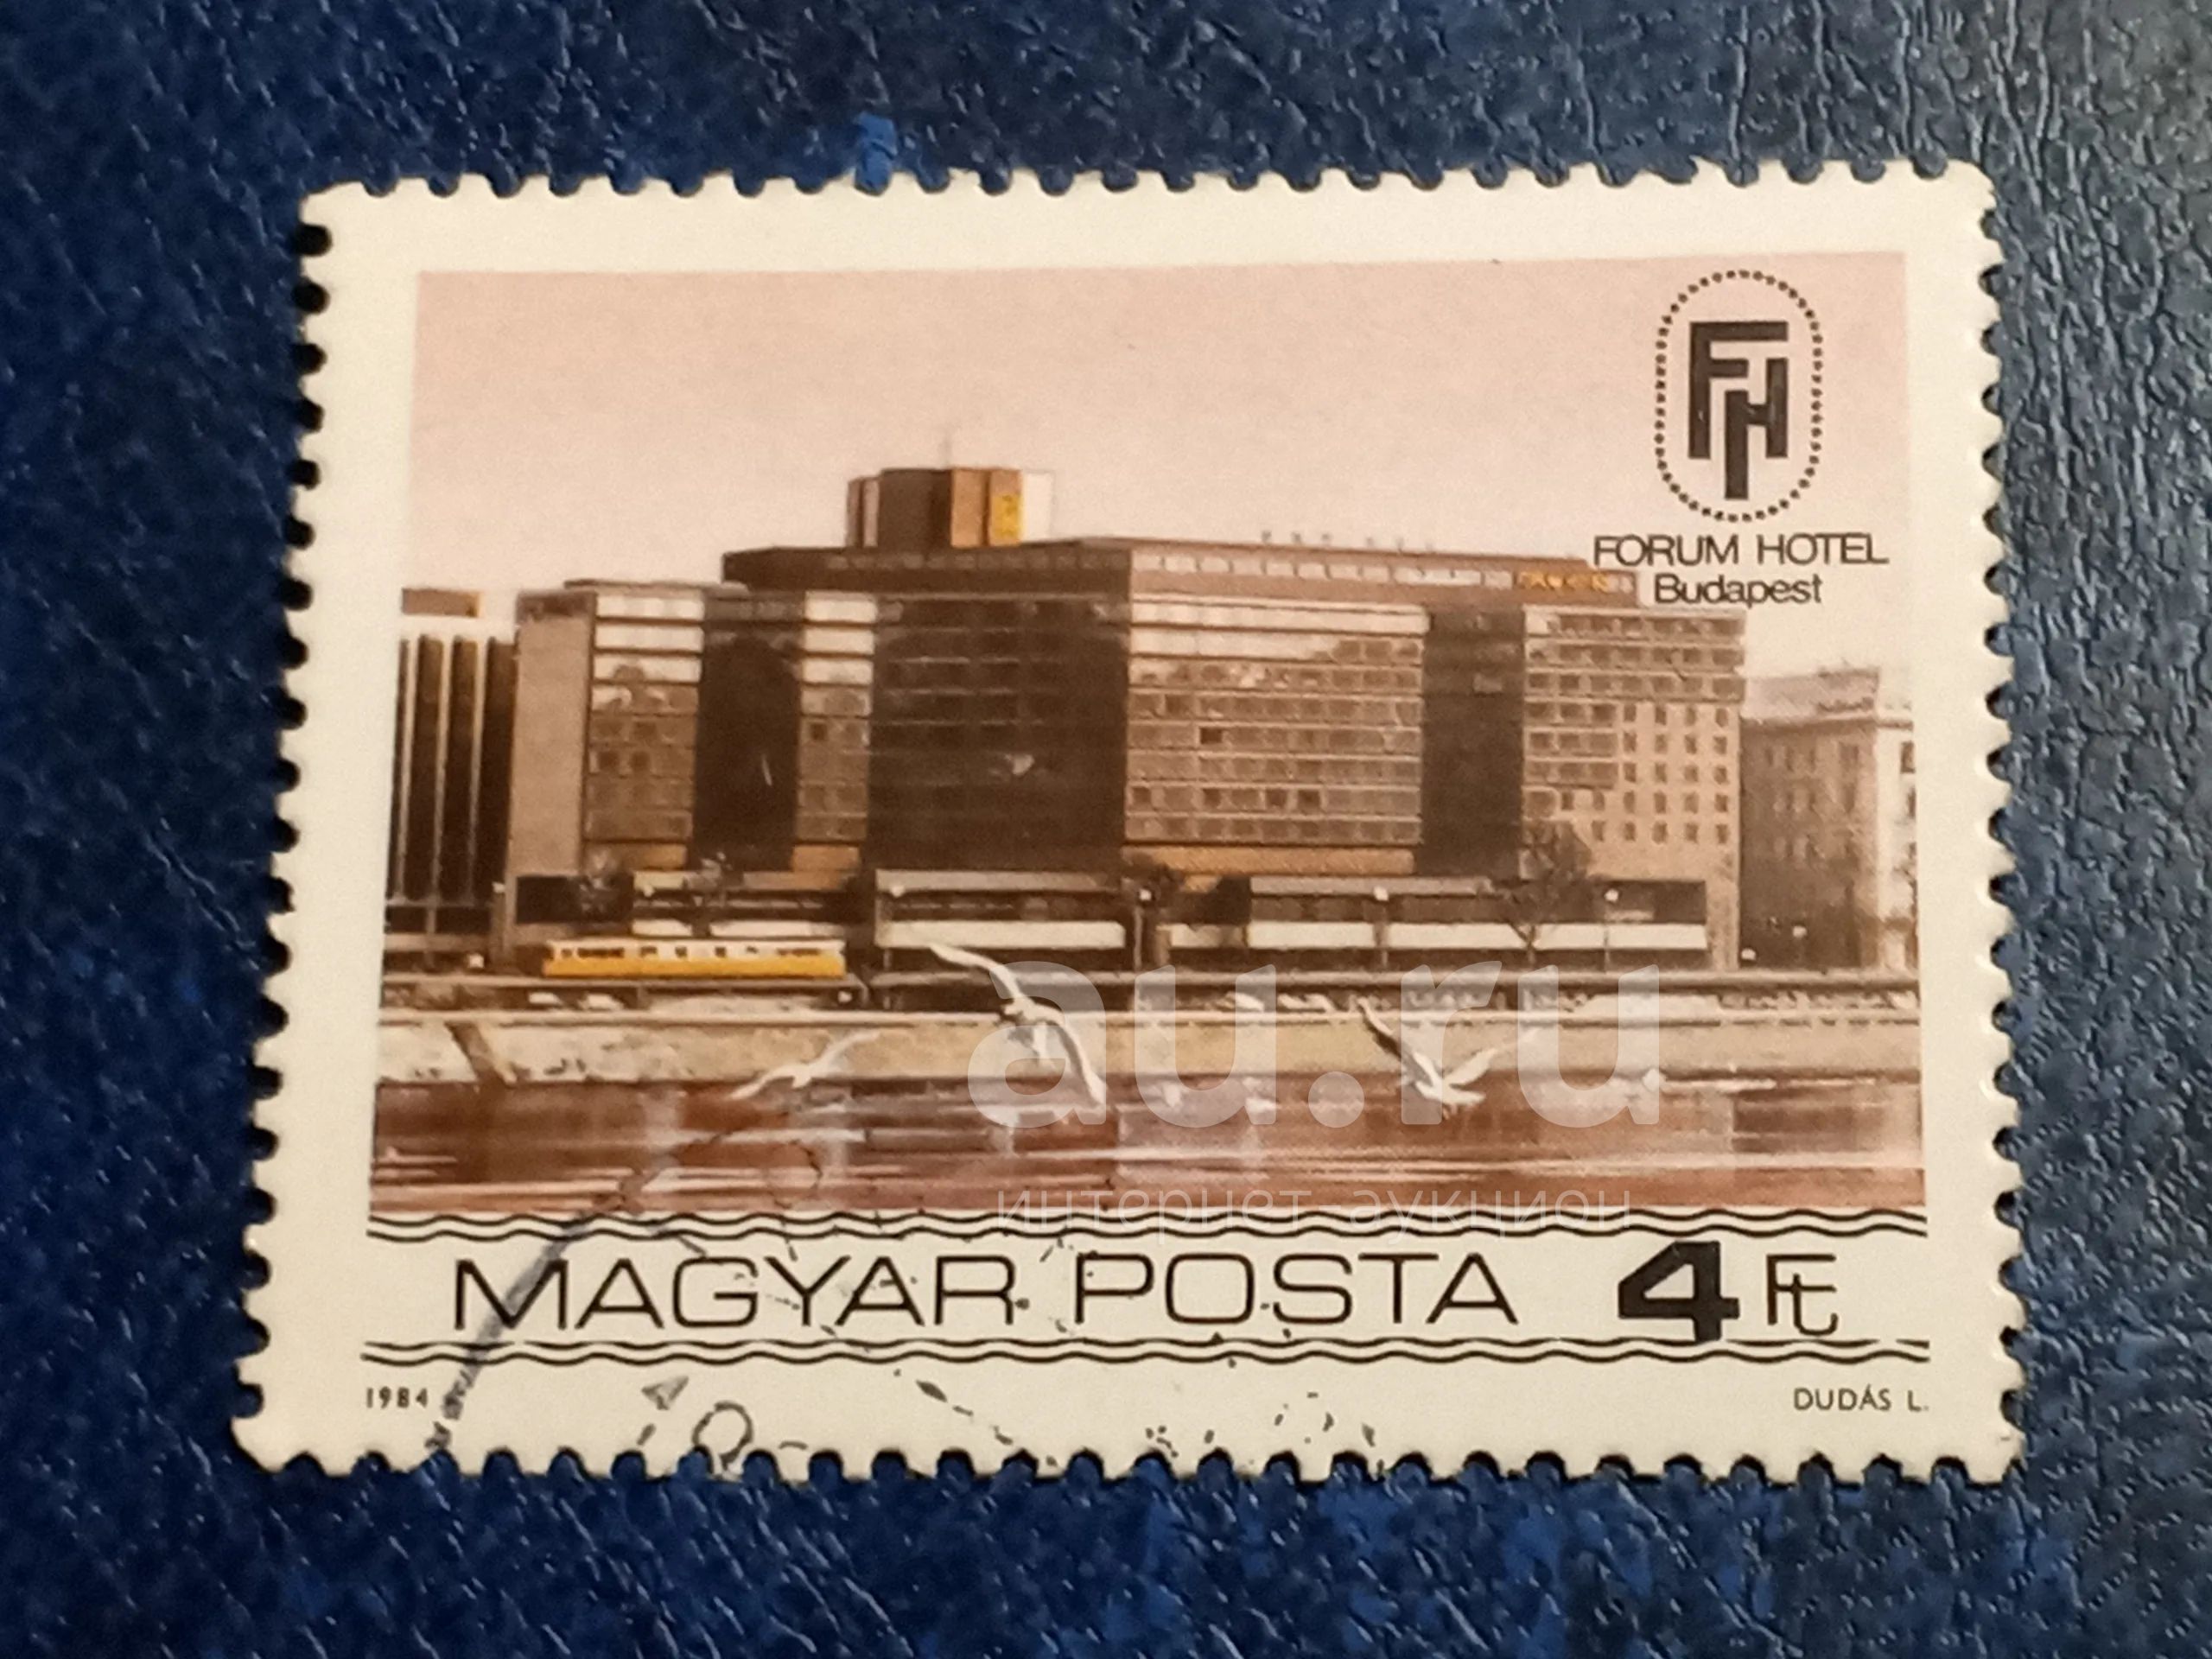 FH
FORUM HOTEL
Budapest
au.ru
интернет аукцион
MAGYAR POSTA 4 Ft
1984
DUDÁS L.